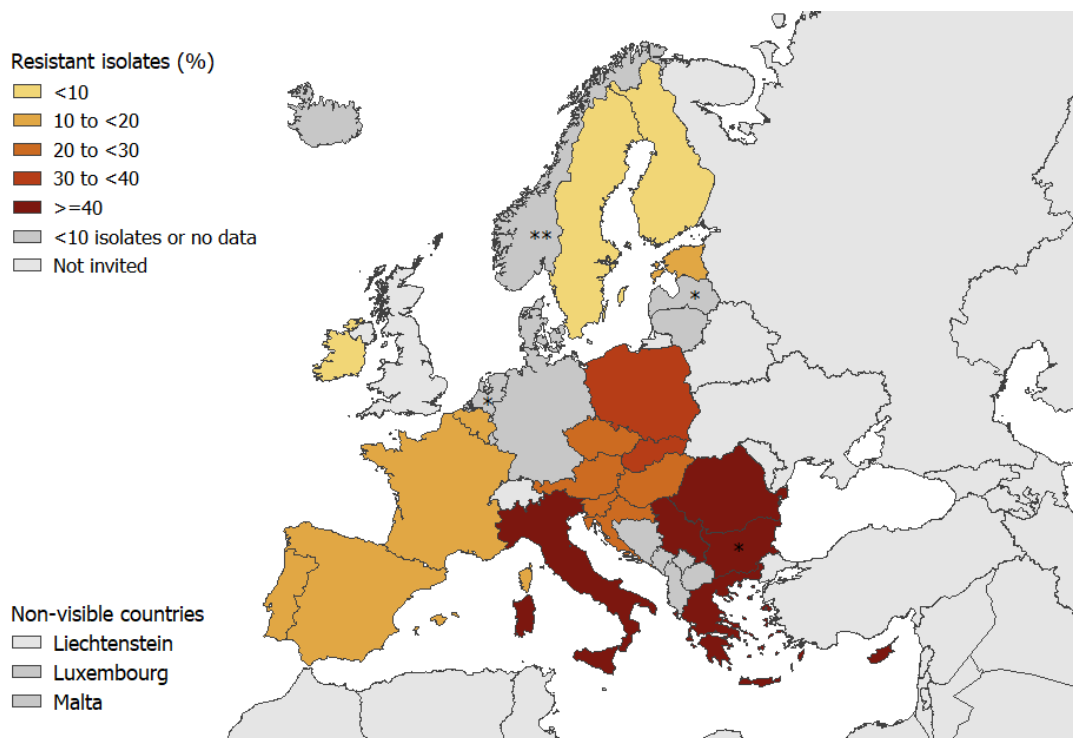 Resistant isolates (%)
<10
10 to <20
20 to <30
30 to <40
>=40
<10 isolates or no data
Not invited
**
*
*
*
Non-visible countries
Liechtenstein
Luxembourg
Malta